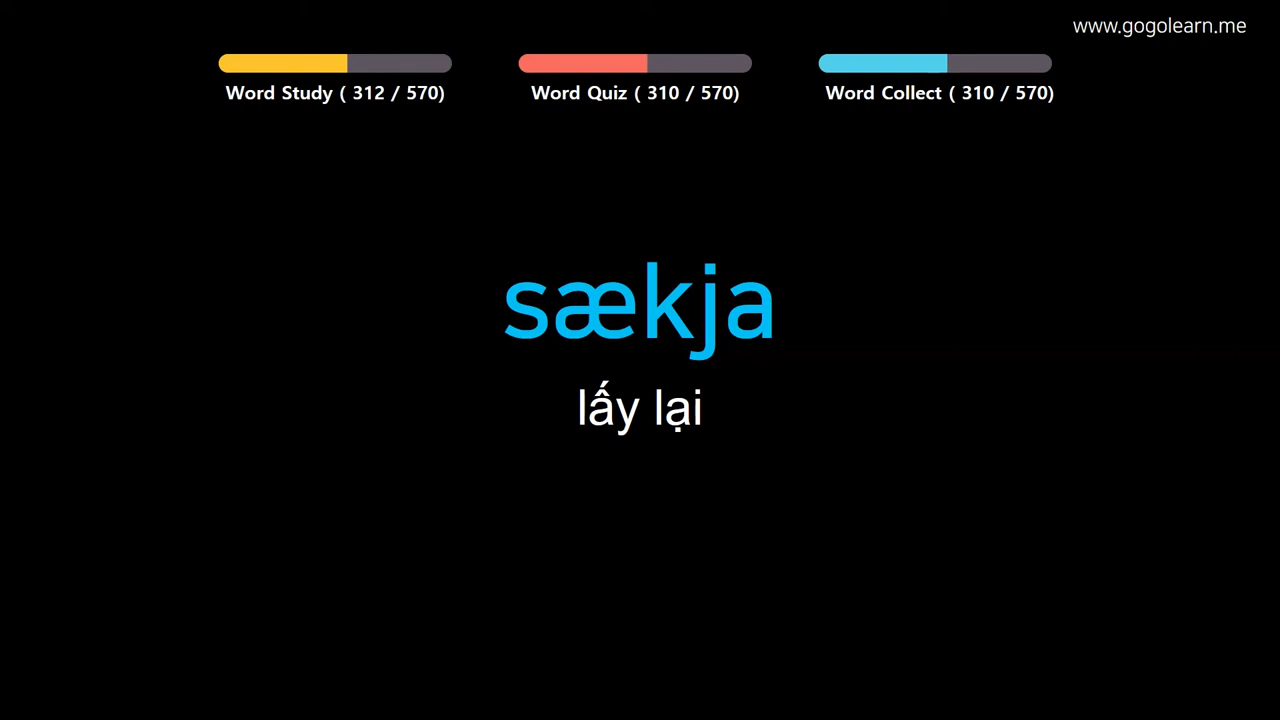 www.gogolearn.me
Word Study ( 312 / 570)
Word Quiz ( 310 / 570)
Word Collect ( 310 / 570)
sækja
lấy lại